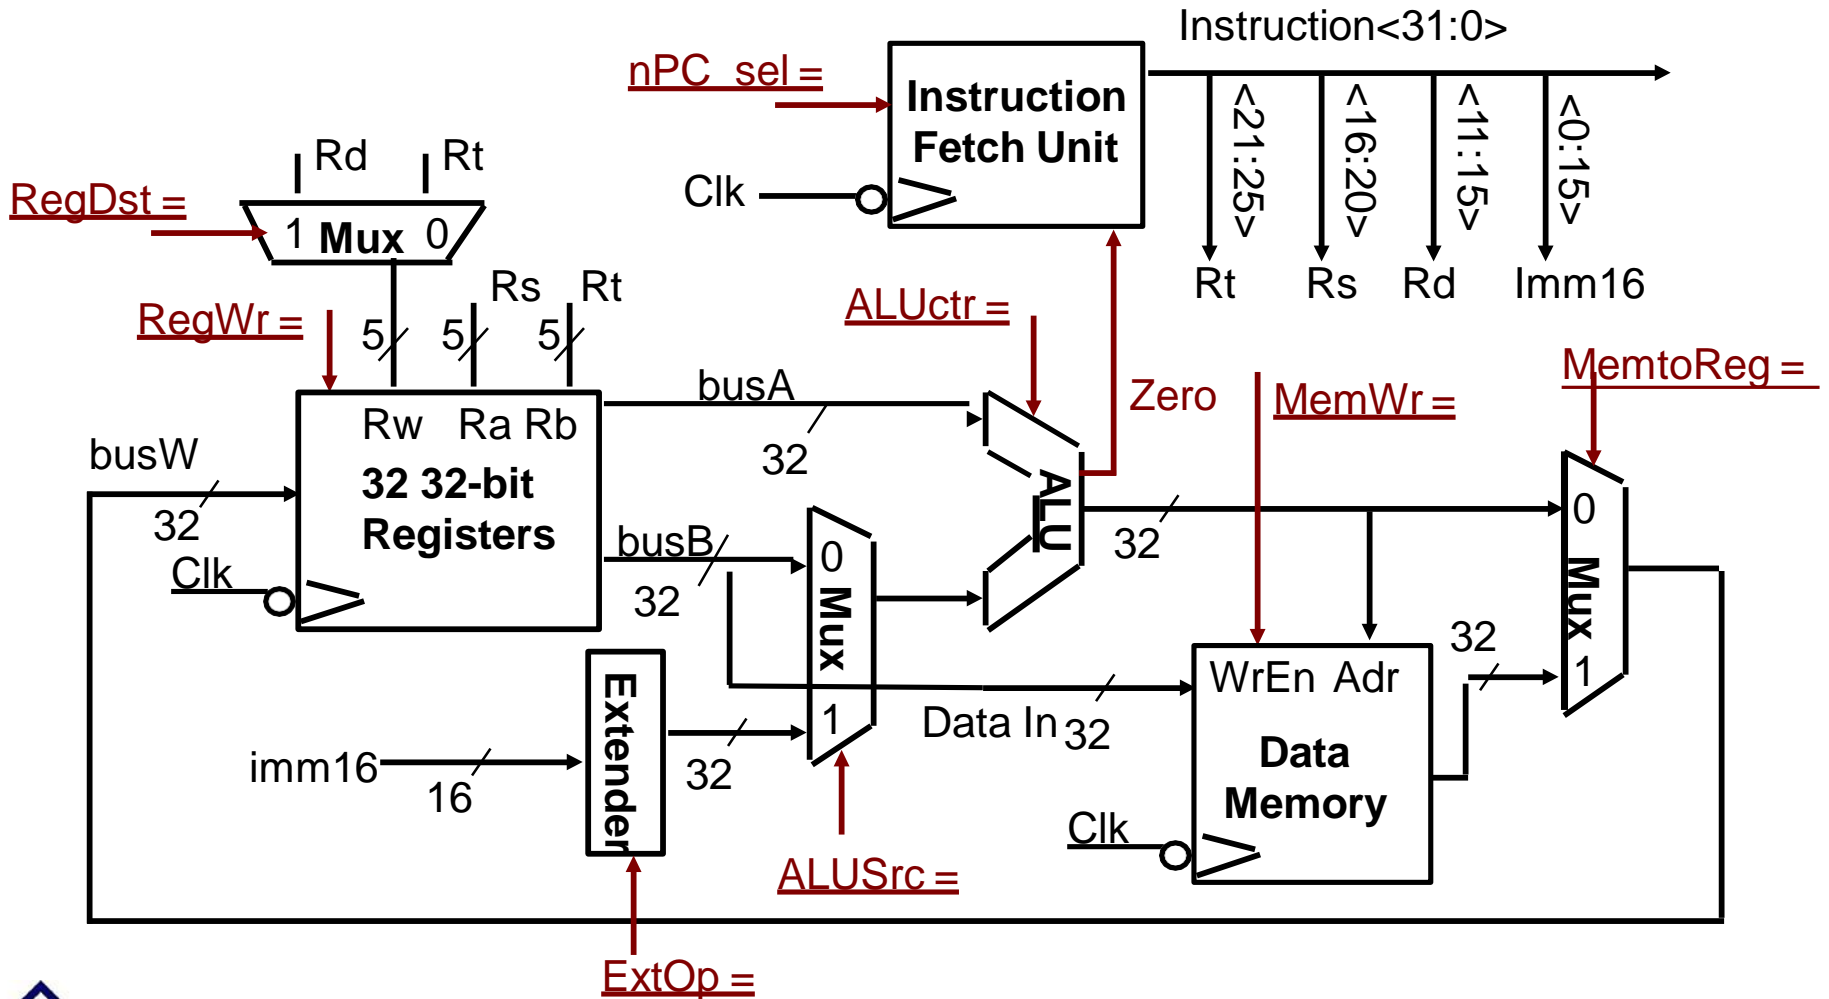 Instruction<31:0>
nPC_sel =
Instruction
Fetch Unit
Clk
<21:25>
<16:20>
<11:15>
<0:15>
Rt
Rs
Rd
Imm16
Rd
Rt
RegDst =
1 Mux 0
Rs
Rt
RegWr =
5
5
5
ALUctr =
Zero
MemWr =
MemtoReg =
busA
32
Rw Ra Rb
32 32-bit
Registers
busW
32
Clk
busB
32
0
Mux
1
ALU
32
0
Mux
1
32
WrEn Adr
Data In
32
Data
Memory
Clk
imm16
16
Extender
32
ALUSrc =
ExtOp =